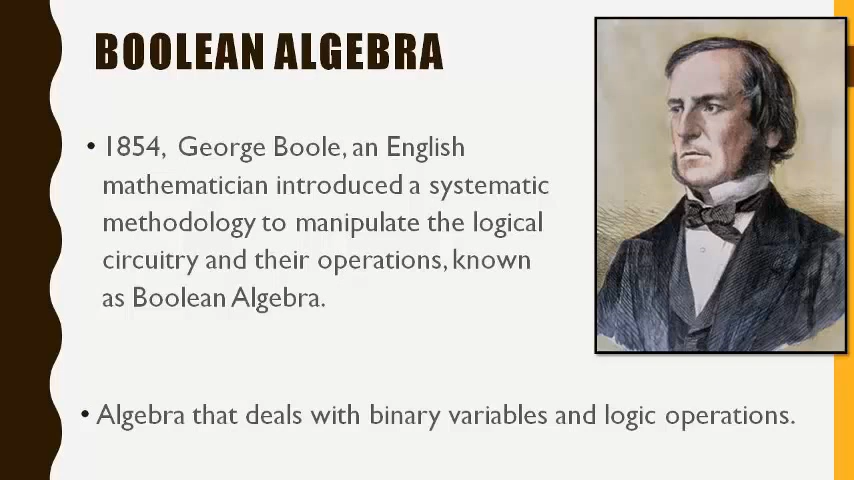 BOOLEAN ALGEBRA
• 1854, George Boole, an English
mathematician introduced a systematic
methodology to manipulate the logical
circuitry and their operations, known
as Boolean Algebra.
• Algebra that deals with binary variables and logic operations.